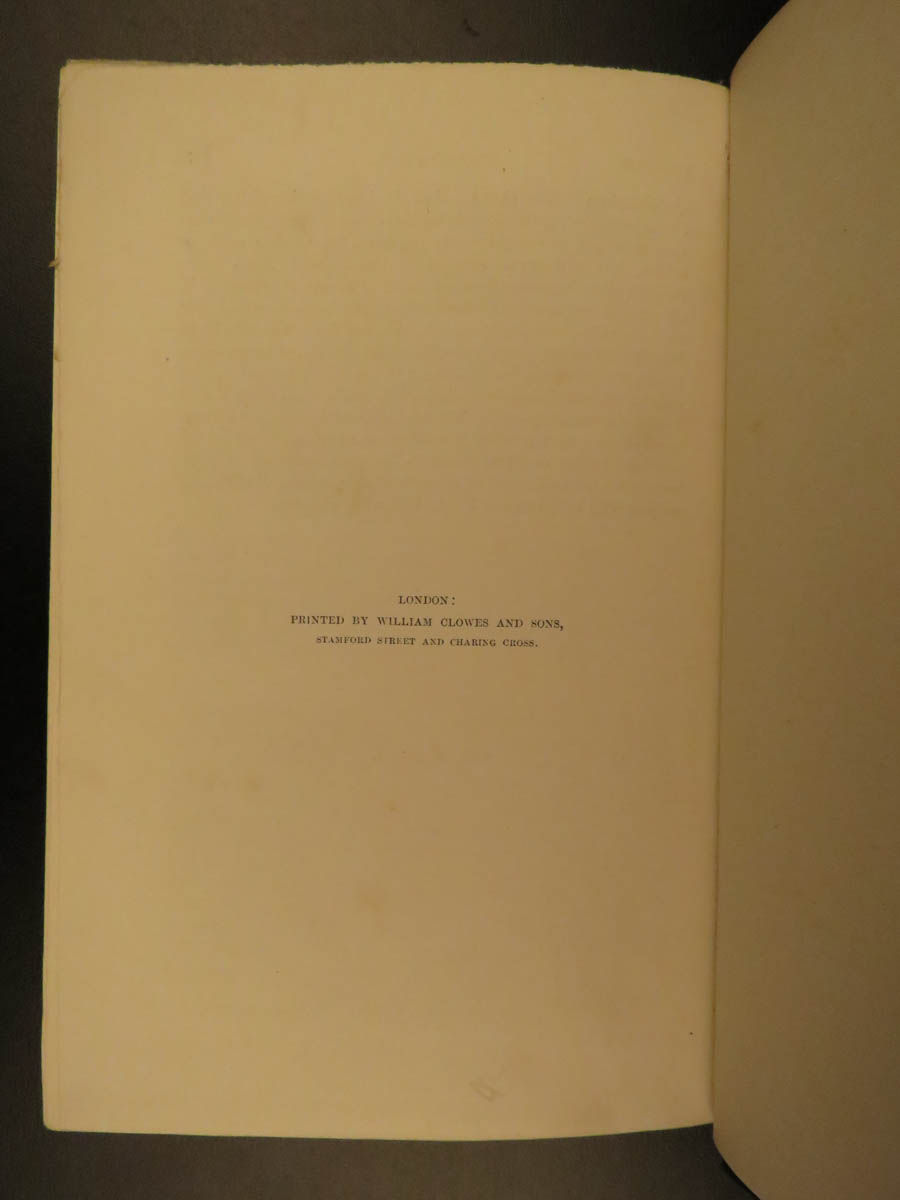 LONDON:
PRINTED BY WILLIAM CLOWES AND SONS,
STAMFORD STREET AND CHARING CROSS.